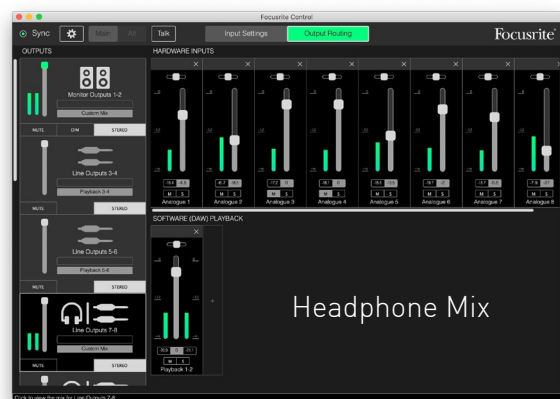 Focusrite Control
Sync
Main
Alt
Talk
Input Settings
Output Routing
Focusrite
OUTPUTS
Monitor Outputs 1-2
Custom Mix
MUTE DIM STEREO
Line Outputs 3-4
Playback 3-4
MUTE STEREO
Line Outputs 5-6
Playback 5-6
MUTE STEREO
Line Outputs 7-8
Custom Mix
MUTE STEREO
HARDWARE INPUTS
M S M S M S M S M S M S M S M S
Analogue 1 Analogue 2 Analogue 3 Analogue 4 Analogue 5 Analogue 6 Analogue 7 Analogue 8
SOFTWARE (DAW) PLAYBACK
M S
Playback 1-2
Headphone Mix
Click to view the mix for Line Outputs 7-8